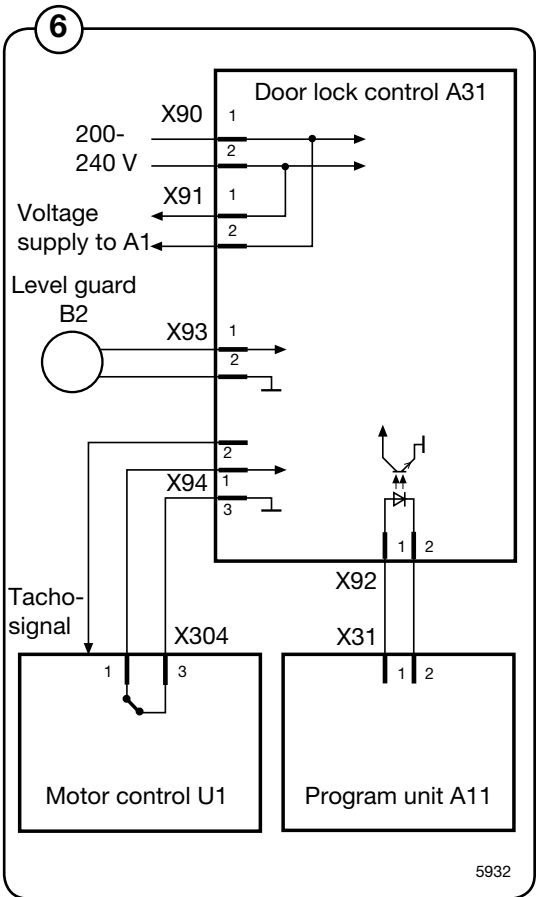 6
Door lock control A31
X90
1
200-
2
240 V
X91
1
Voltage
supply to A1
2
Level guard
B2
X93
1
2
2
X94
1
3
1 2
X92
Tacho-
signal
X304
X31
1 3
1 2
Motor control U1
Program unit A11
5932